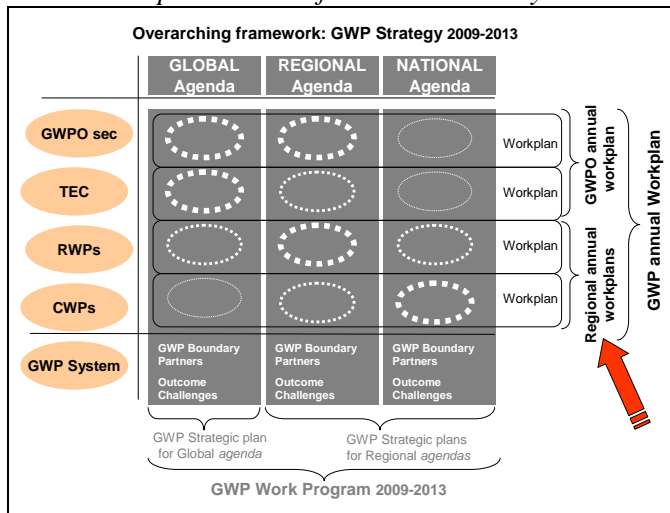 Overarching framework: GWP Strategy 2009-2013
GLOBAL Agenda
REGIONAL Agenda
NATIONAL Agenda
GWPO sec
Workplan
TEC
Workplan
RWPs
Workplan
CWPs
Workplan
GWPO annual workplan
Regional annual workplans
GWP annual Workplan
GWP System
GWP Boundary Partners
Outcome Challenges
GWP Boundary Partners
Outcome Challenges
GWP Boundary Partners
Outcome Challenges
GWP Strategic plan
for Global agenda
GWP Strategic plans
for Regional agendas
GWP Work Program 2009-2013